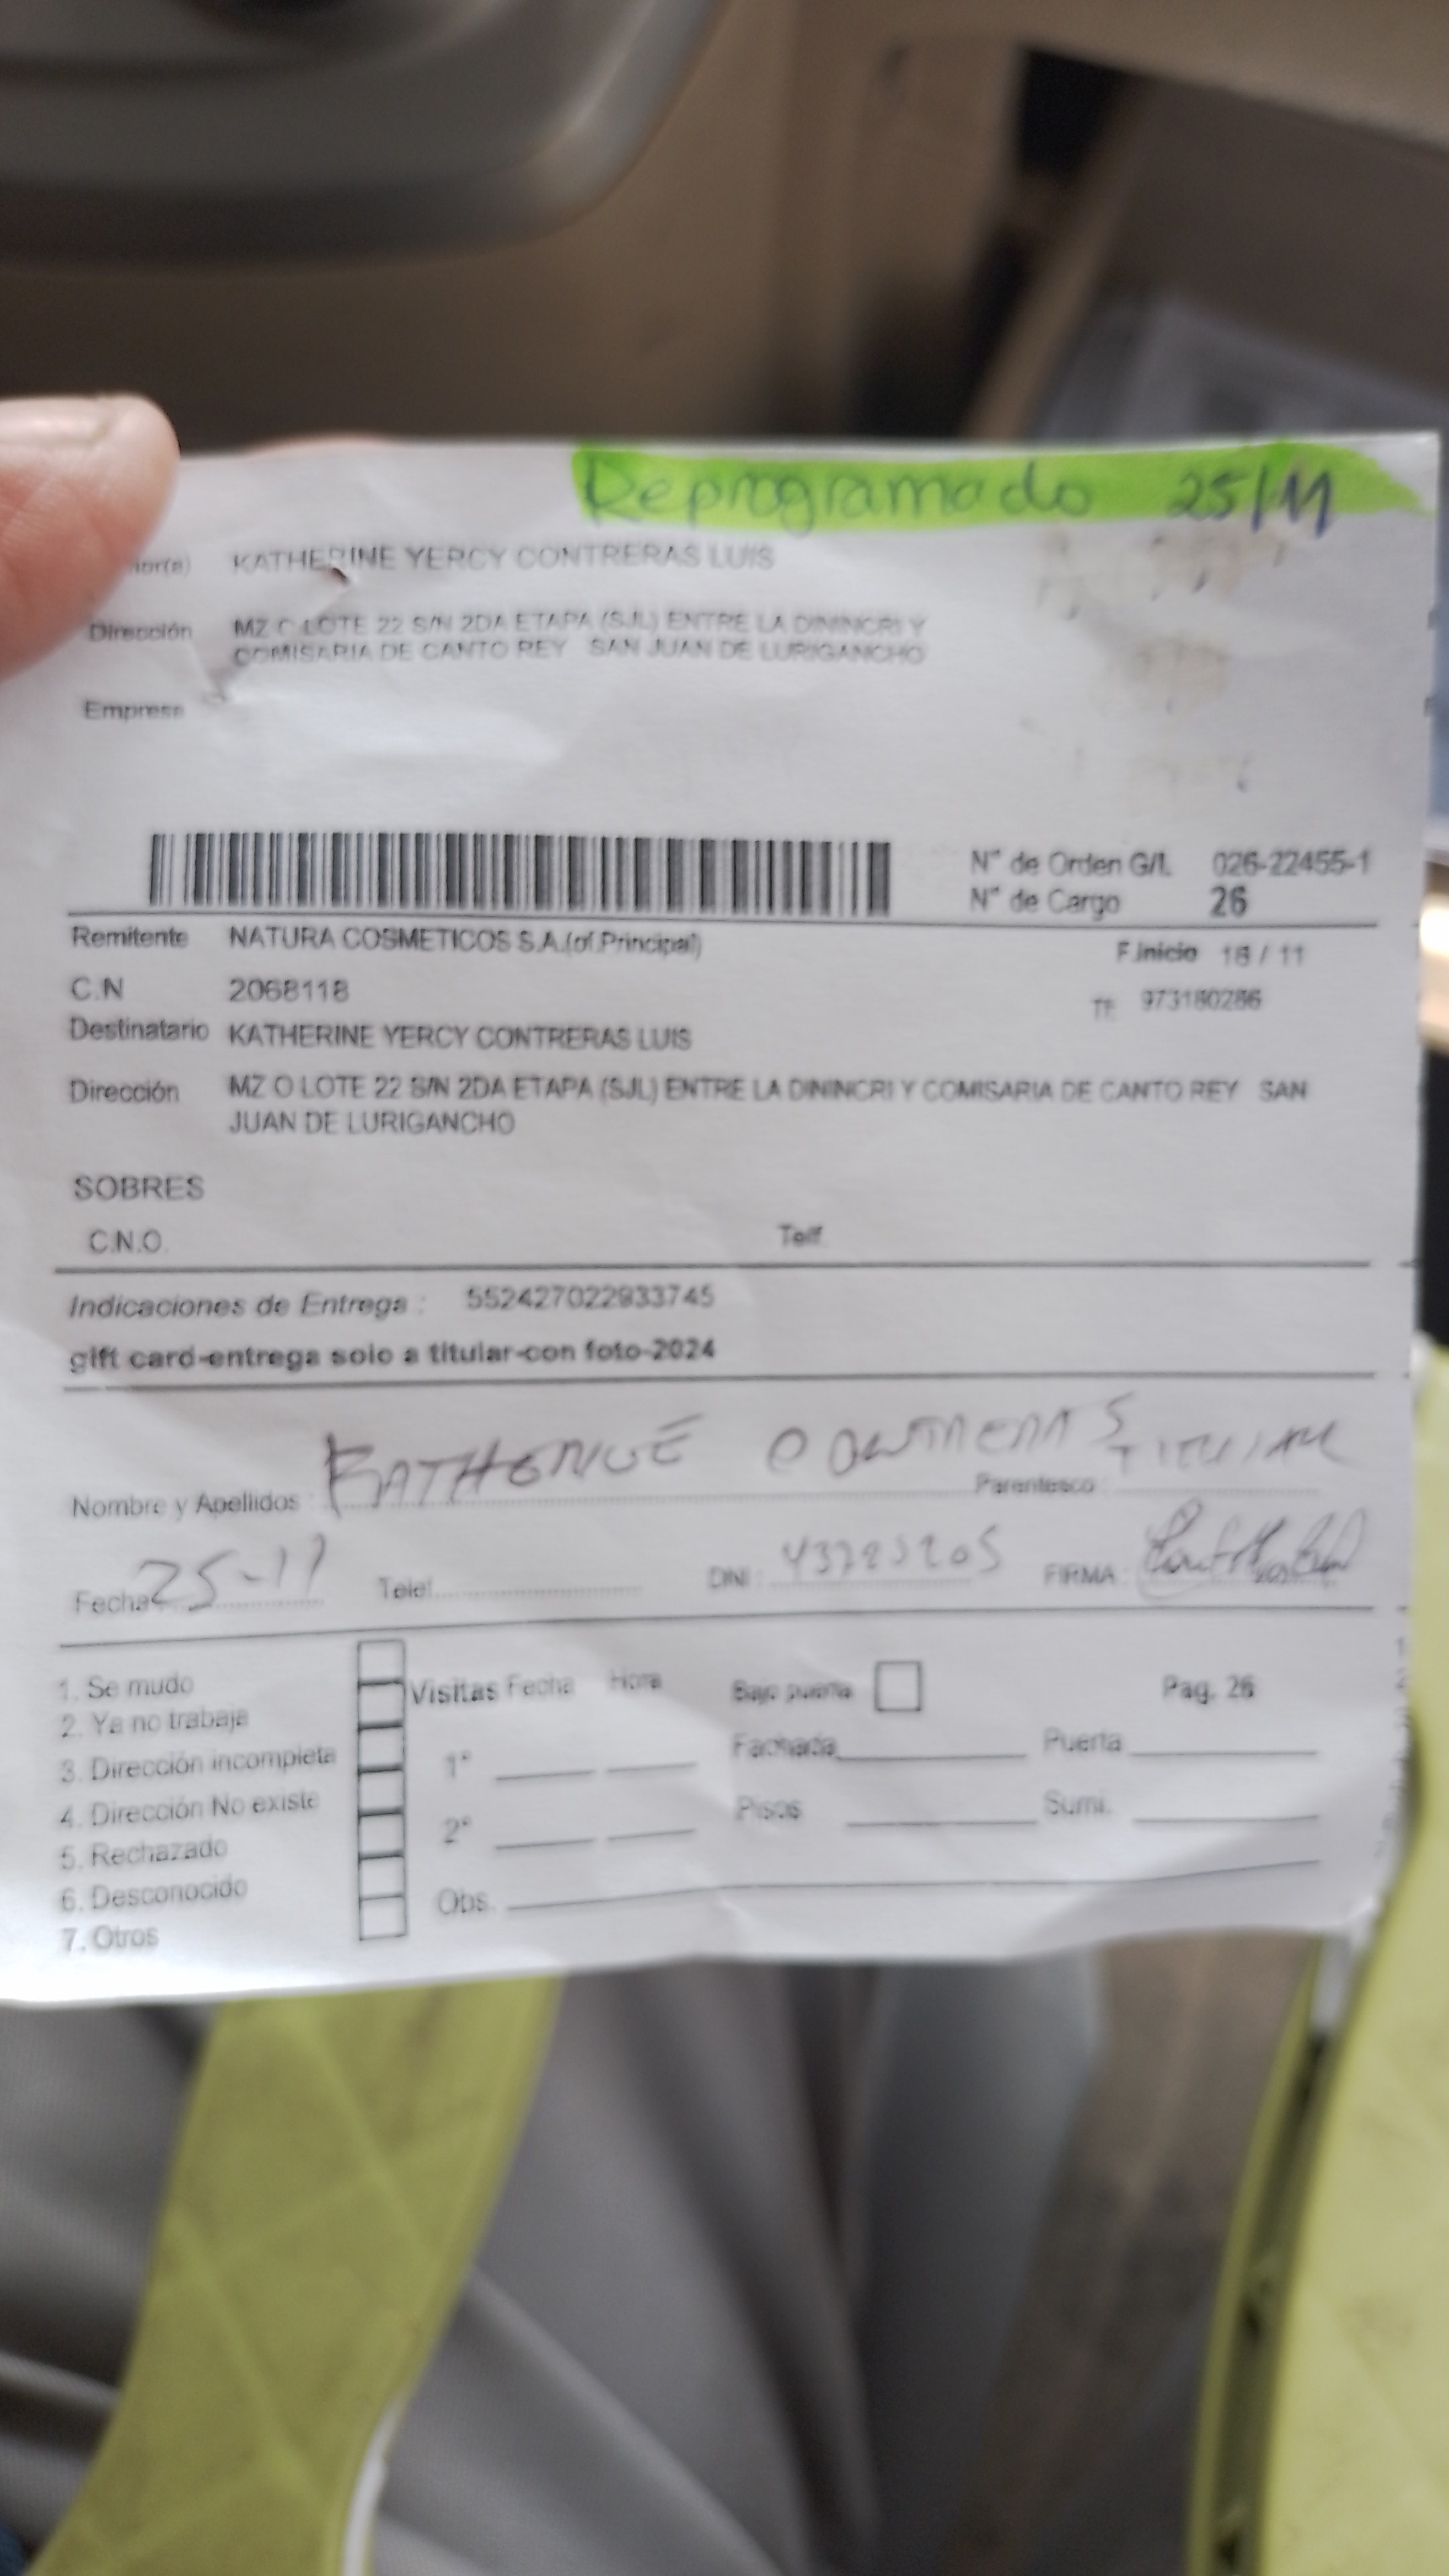 Reprogramado 25/11
KATHERINE YERCY CONTRERAS LUIS
Dirección MZ O LOTE 22 S/N 2DA ETAPA (SJL) ENTRE LA DININCRI Y
COMISARIA DE CANTO REY SAN JUAN DE LURIGANCHO
Empresa
N° de Orden G/I. 026-22455-1
N° de Cargo 26
Remitente NATURA COSMETICOS S.A.(of.Principal)
F.Inicio 18 / 11
C.N 2068118
Tf. 973180286
Destinatario KATHERINE YERCY CONTRERAS LUIS
Dirección MZ O LOTE 22 S/N 2DA ETAPA (SJL) ENTRE LA DININCRI Y COMISARIA DE CANTO REY SAN
JUAN DE LURIGANCHO
SOBRES
C.N.O. Telf.
Indicaciones de Entrega : 552427022933745
gift card-entrega solo a titular-con foto-2024
Nombre y Apellidos : KATHERINE CONTRERAS Parentesco : TITULAR
Fecha 25-11 Telef. DNI : FIRMA :
1. Se mudo
2. Ya no trabaja
3. Dirección incompleta
4. Dirección No existe
5. Rechazado
6. Desconocido
7. Otros
Visitas Fecha Hora
1°
2°
Obs.
Bajo puerta
Pag. 26
Fachada Puerta
Pisos Sumi.